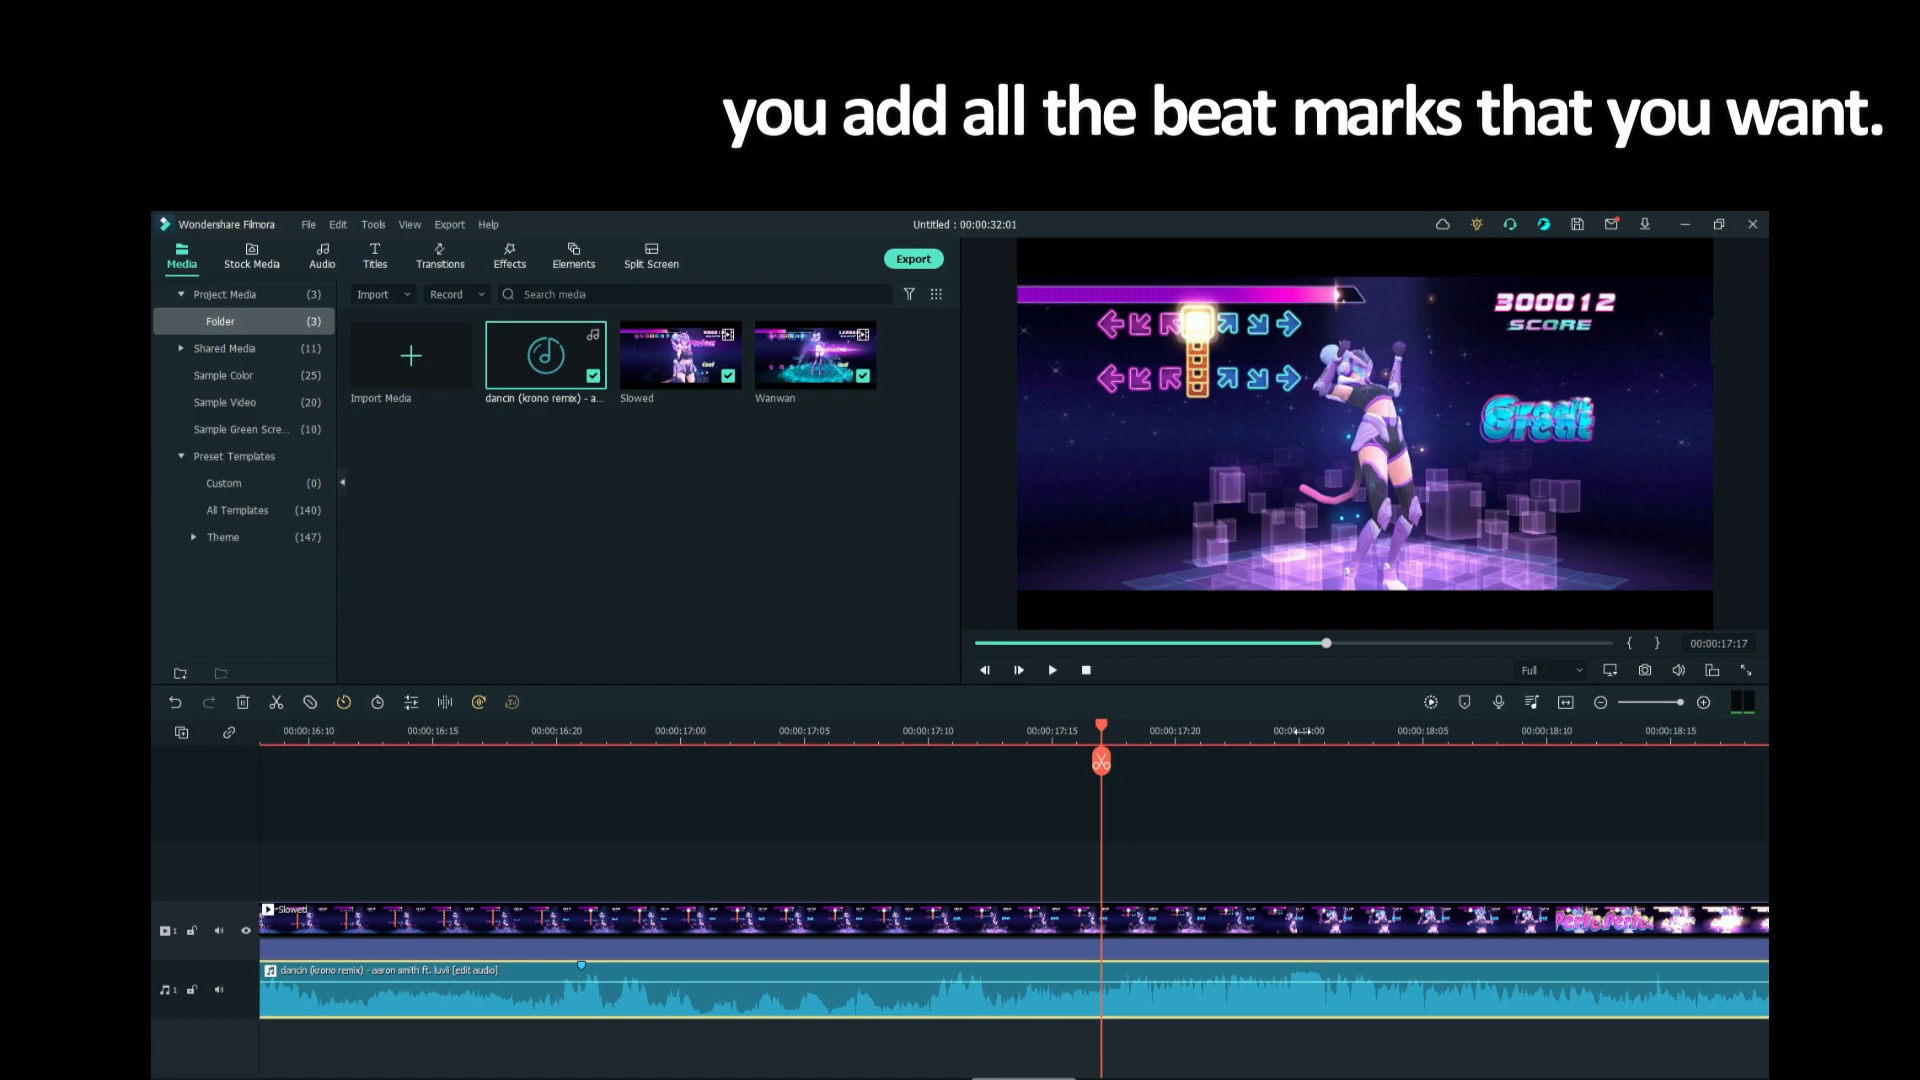 you add all the beat marks that you want.
Wondershare Filmora File Edit Tools View Export Help Untitled : 00:00:32:01
Media Stock Media Audio Titles Transitions Effects Elements Split Screen Export
Project Media (3) Import Record Search media
Folder (3)
Shared Media (11)
Sample Color (25)
Sample Video (20)
Sample Green Scre... (10)
Preset Templates
Custom (0)
All Templates (140)
Theme (147)
Import Media dancin (krono remix) - a... Slowed Wanwan
300012
SCORE
Great
{ } 00:00:17:17
Full
00:00:16:10 00:00:16:15 00:00:16:20 00:00:17:00 00:00:17:05 00:00:17:10 00:00:17:15 00:00:17:20 00:00:18:05 00:00:18:10 00:00:18:15
Slowed
1
dancin (krono remix) - aaron smith ft. luvli [edit audio]
1